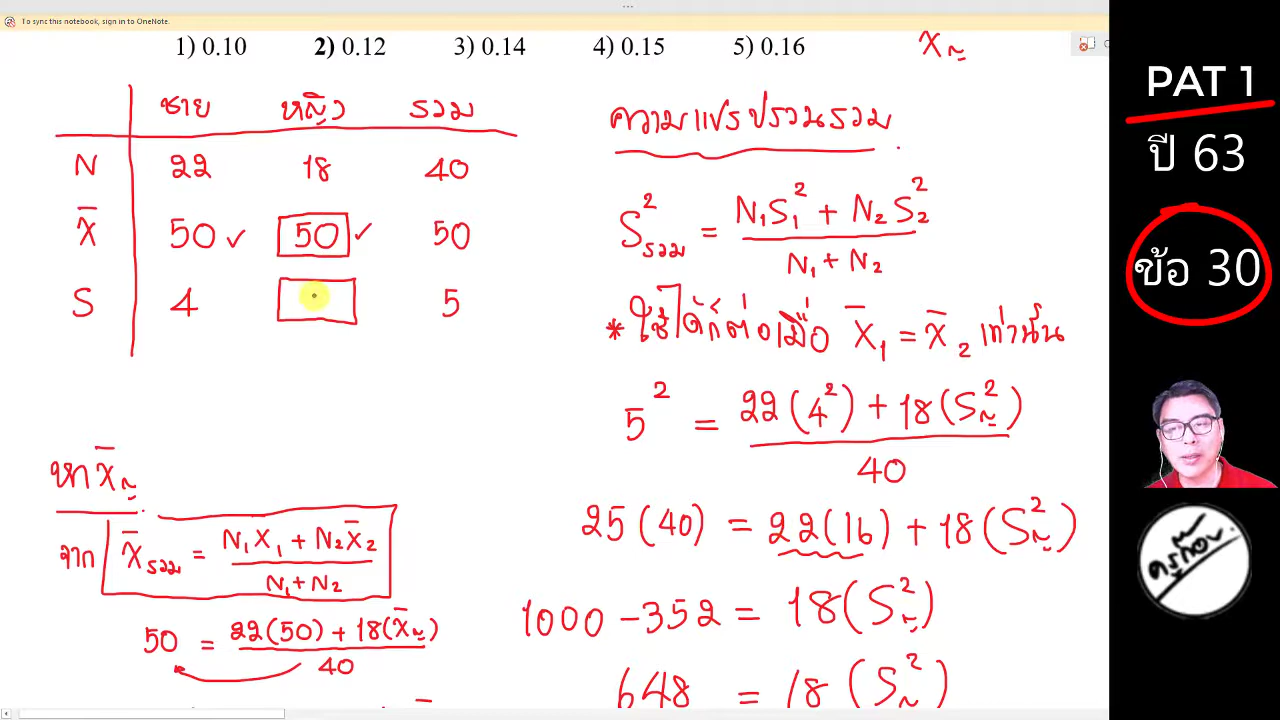 To sync this notebook, sign in to OneNote.
1) 0.10 2) 0.12 3) 0.14 4) 0.15 5) 0.16
X ญ
ชาย หญิง รวม
N 22 18 40
X̄ 50 ✓ 50 ✓ 50
S 4 5
ความแปรปรวนรวม
S²รวม = (N₁S₁² + N₂S₂²) / (N₁ + N₂)
* ใช้ได้ก็ต่อเมื่อ X̄₁ = X̄₂ เท่านั้น
5² = (22(4²) + 18(S²ญ)) / 40
25(40) = 22(16) + 18(S²ญ)
1000 - 352 = 18(S²ญ)
648 = 18(S²ญ)
หา X̄ญ
จาก X̄รวม = (N₁X₁ + N₂X̄₂) / (N₁+N₂)
50 = (22(50) + 18(X̄ญ)) / 40
PAT 1
ปี 63
ข้อ 30
ครูก้อย